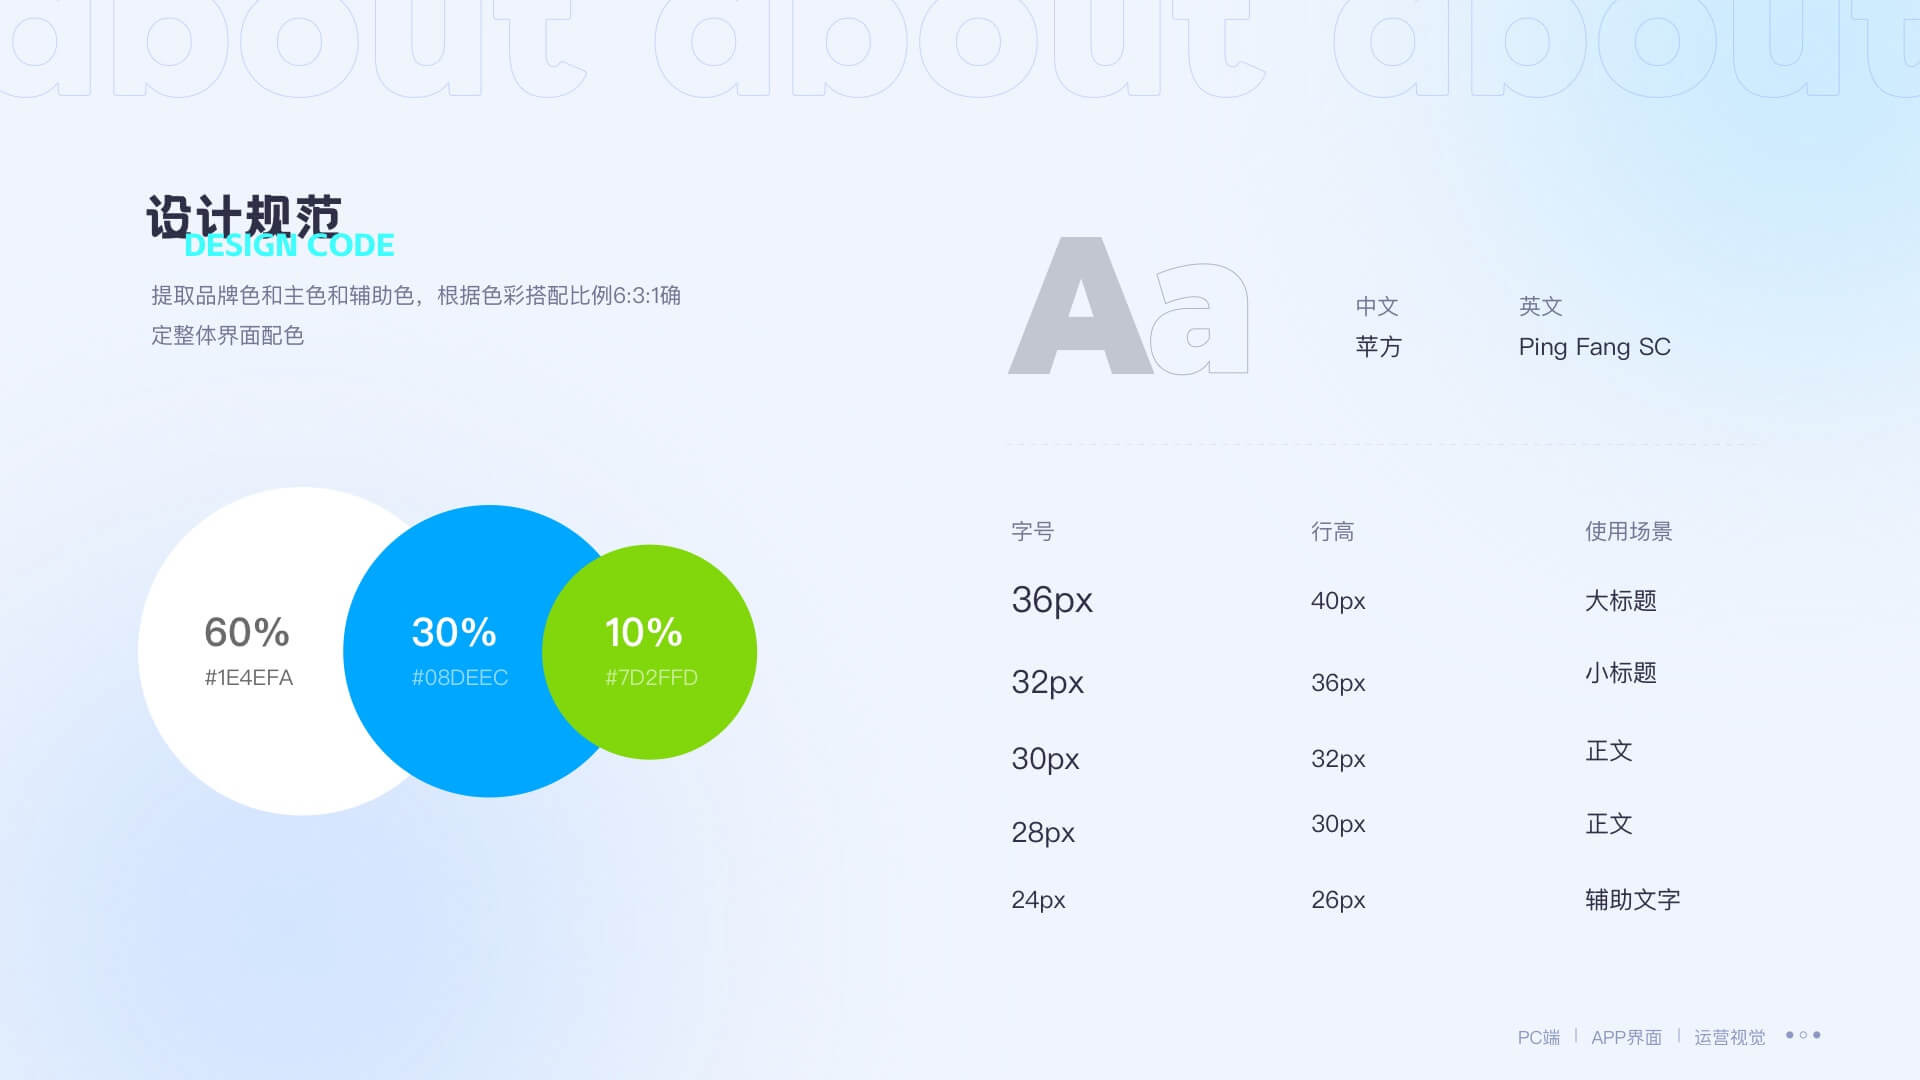 about about about
设计规范
DESIGN CODE
提取品牌色和主色和辅助色，根据色彩搭配比例6:3:1确
定整体界面配色
60%
#1E4EFA
30%
#08DEEC
10%
#7D2FFD
Aa
中文
苹方
英文
Ping Fang SC
字号 行高 使用场景
36px 40px 大标题
32px 36px 小标题
30px 32px 正文
28px 30px 正文
24px 26px 辅助文字
PC端 | APP界面 | 运营视觉